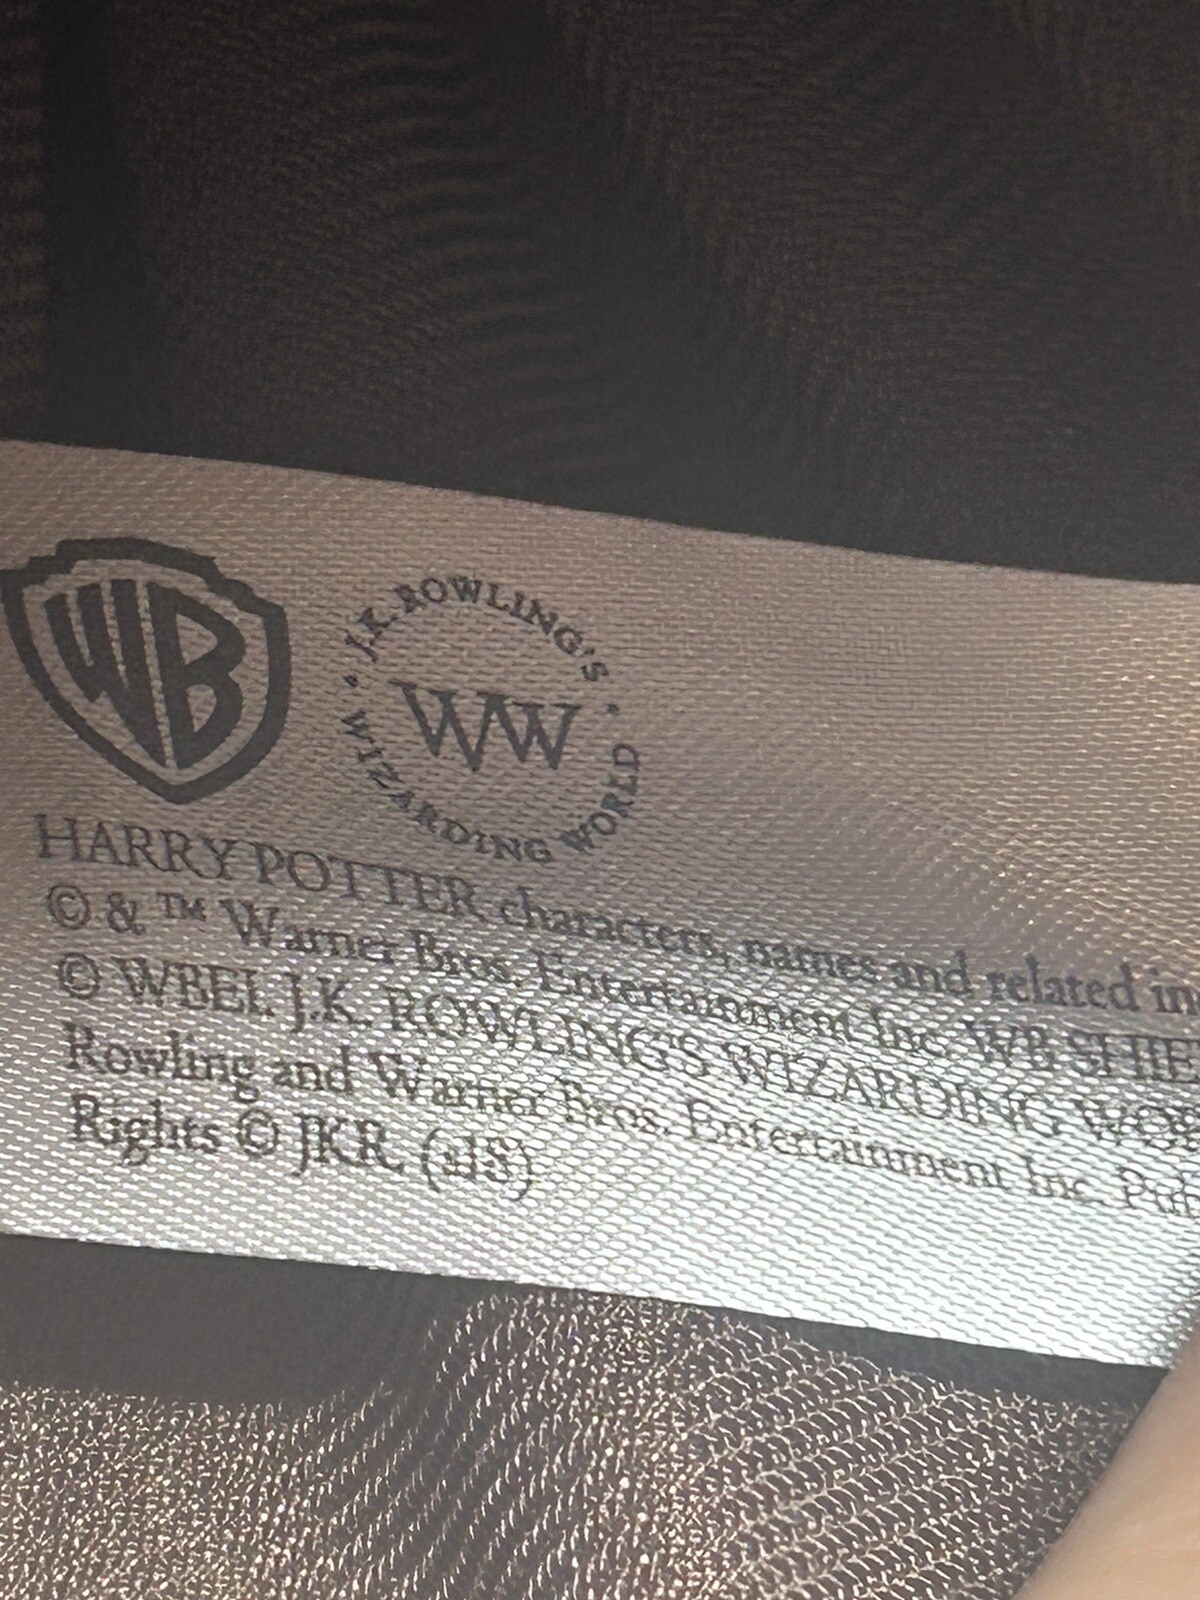 WB
J.K. ROWLING'S
WW
WIZARDING WORLD
HARRY POTTER characters, names and related in
© & ™ Warner Bros. Entertainment Inc. WB SHIE
© WBEI. J.K. ROWLING'S WIZARDING WOR
Rowling and Warner Bros. Entertainment Inc. Pub
Rights © JKR. (s18)